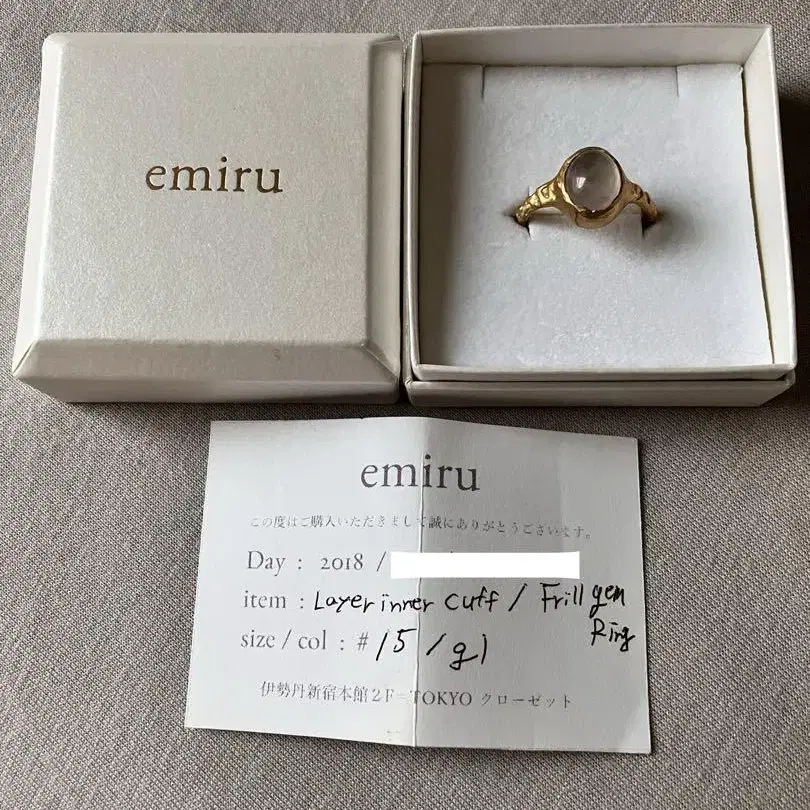 emiru
emiru
この度はご購入いただきまして誠にありがとうございます。
Day : 2018 /
item : Layer inner cuff / Frill gem
Ring
size / col : # 15 / gl
伊勢丹新宿本館2F=TOKYO クローゼット